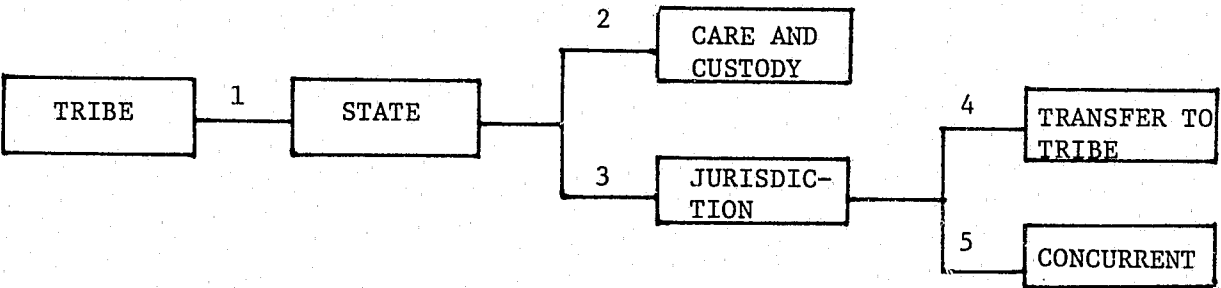 TRIBE
1
STATE
2
CARE AND
CUSTODY
3
JURISDIC-
TION
4
TRANSFER TO
TRIBE
5
CONCURRENT